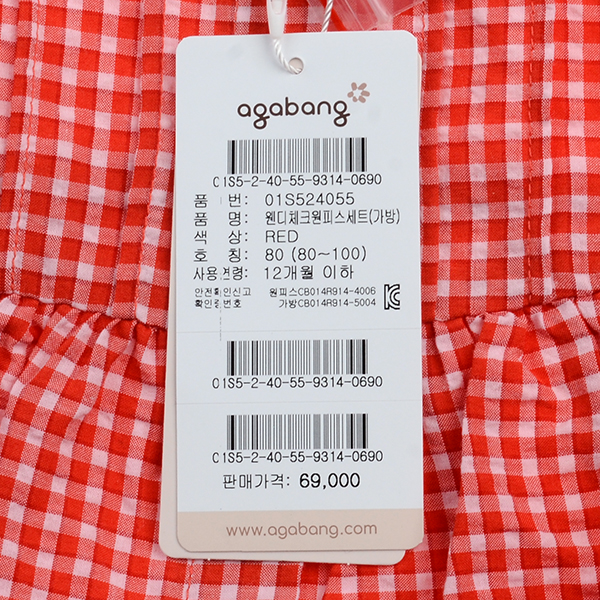 agabang
01S5-2-40-55-9314-0690
품 번: 01S524055
품 명: 웬디체크원피스세트(가방)
색 상: RED
호 칭: 80 (80~100)
사용연령: 12개월 이하
안전확인신고 원피스CB014R914-4006
확인증번호 가방CB014R914-5004
01S5-2-40-55-9314-0690
01S5-2-40-55-9314-0690
판매가격: 69,000
www.agabang.com